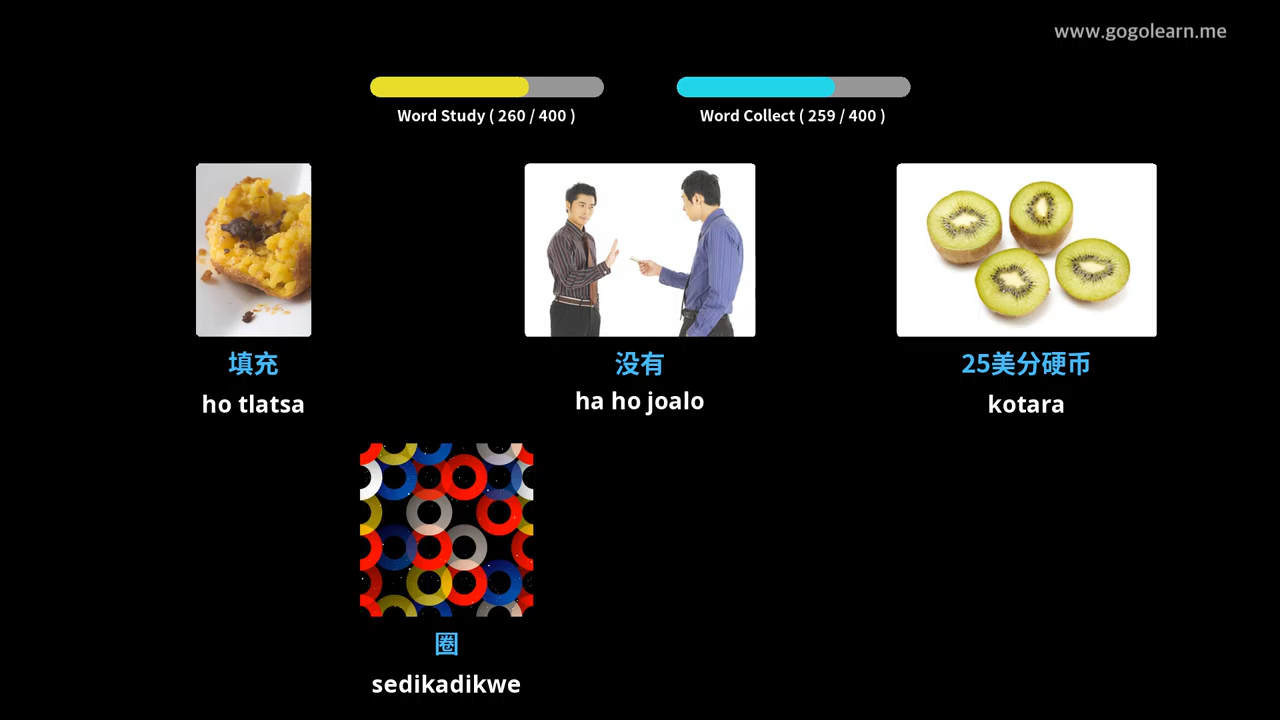 www.gogolearn.me
Word Study ( 260 / 400 )
Word Collect ( 259 / 400 )
填充
ho tlatsa
没有
ha ho joalo
25美分硬币
kotara
圈
sedikadikwe